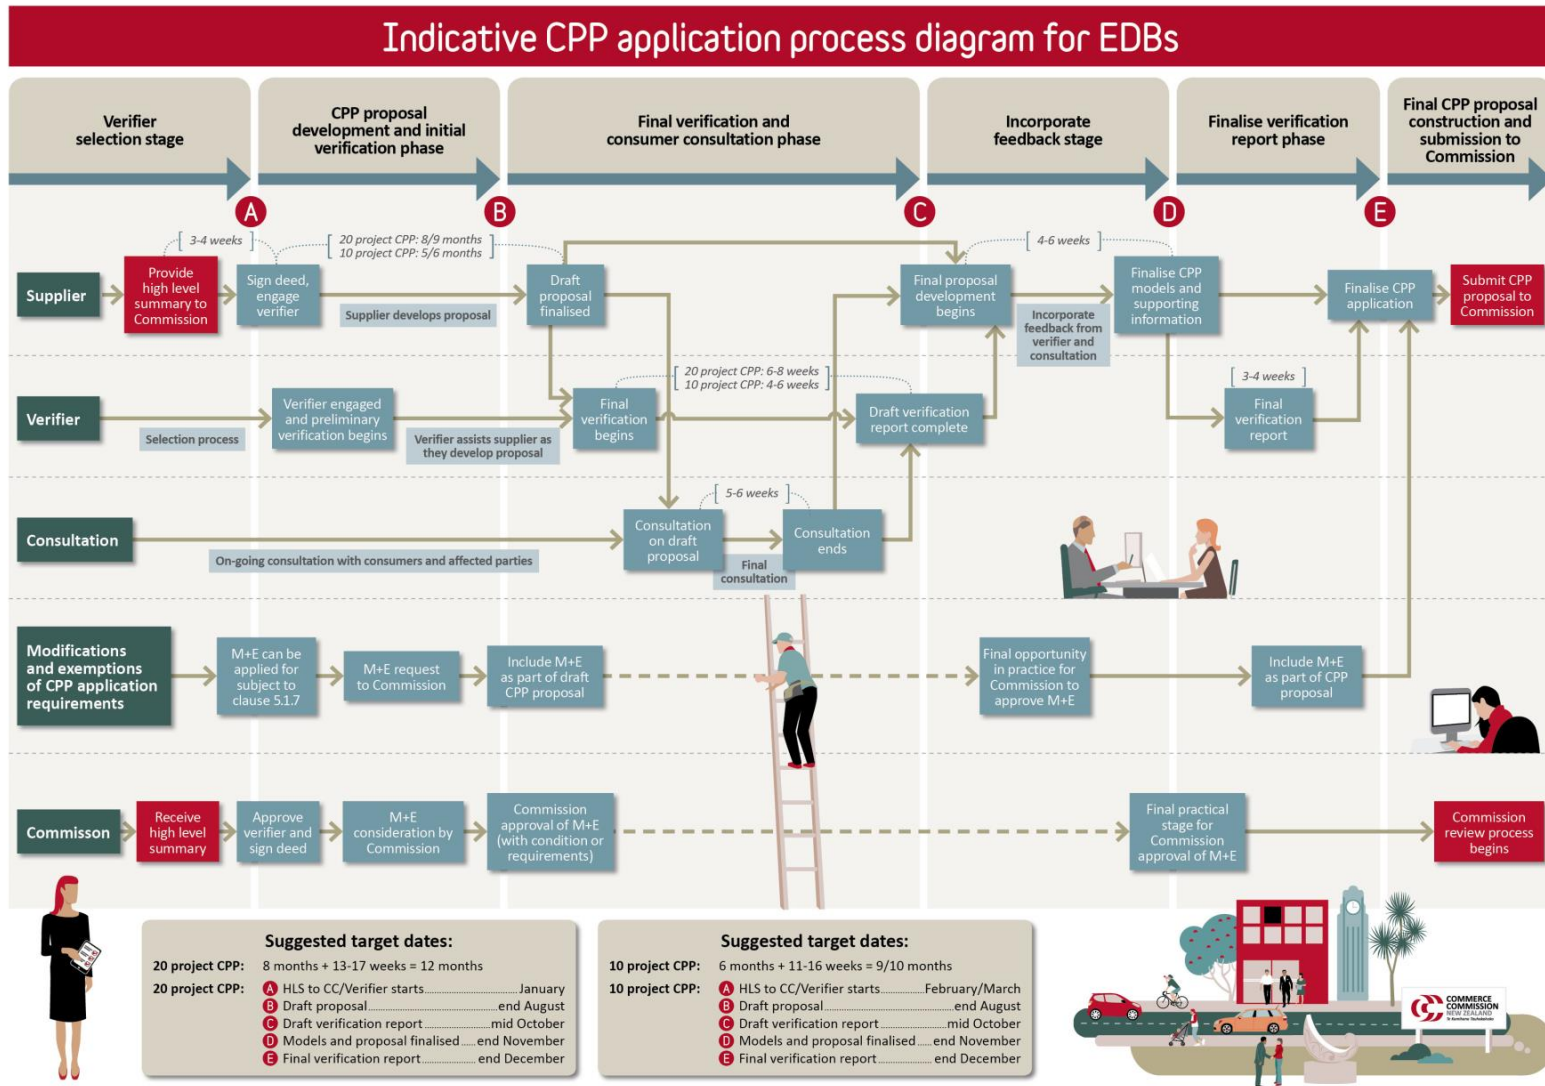 Indicative CPP application process diagram for EDBs
Verifier
selection stage
CPP proposal
development and initial
verification phase
Final verification and
consumer consultation phase
Incorporate
feedback stage
Finalise verification
report phase
Final CPP proposal
construction and
submission to
Commission
A
B
C
D
E
3-4 weeks
20 project CPP: 8/9 months
10 project CPP: 5/6 months
4-6 weeks
Supplier
Provide
high level
summary to
Commission
Sign deed,
engage
verifier
Supplier develops proposal
Draft
proposal
finalised
Final proposal
development
begins
Incorporate
feedback from
verifier and
consultation
Finalise CPP
models and
supporting
information
Finalise CPP
application
Submit CPP
proposal to
Commission
20 project CPP: 6-8 weeks
10 project CPP: 4-6 weeks
3-4 weeks
Verifier
Selection process
Verifier engaged
and preliminary
verification begins
Verifier assists supplier as
they develop proposal
Final
verification
begins
Draft verification
report complete
Final
verification
report
5-6 weeks
Consultation
On-going consultation with consumers and affected parties
Consultation
on draft
proposal
Final
consultation
Consultation
ends
Modifications
and exemptions
of CPP application
requirements
M+E can be
applied for
subject to
clause 5.1.7
M+E request
to Commission
Include M+E
as part of draft
CPP proposal
Final opportunity
in practice for
Commission to
approve M+E
Include M+E
as part of CPP
proposal
Commisson
Receive
high level
summary
Approve
verifier and
sign deed
M+E
consideration by
Commission
Commission
approval of M+E
(with condition or
requirements)
Final practical
stage for
Commission
approval of M+E
Commission
review process
begins
Suggested target dates:
20 project CPP: 8 months + 13-17 weeks = 12 months
20 project CPP: A HLS to CC/Verifier starts.....................January
B Draft proposal.....................end August
C Draft verification report.....................mid October
D Models and proposal finalised.....end November
E Final verification report.....................end December
Suggested target dates:
10 project CPP: 6 months + 11-16 weeks = 9/10 months
10 project CPP: A HLS to CC/Verifier starts...............February/March
B Draft proposal.....................end August
C Draft verification report.....................mid October
D Models and proposal finalised.....end November
E Final verification report.....................end December
COMMERCE
COMMISSION
NEW ZEALAND